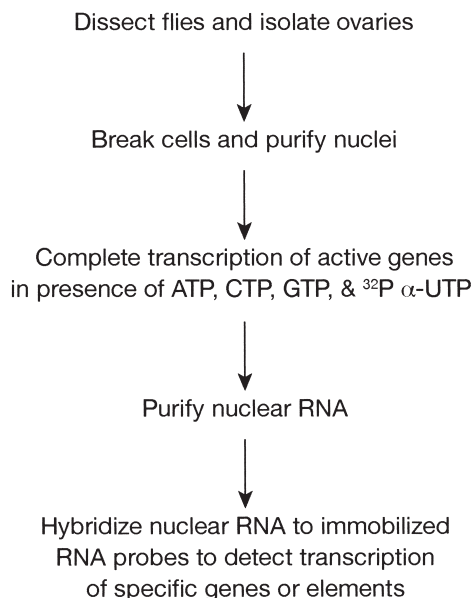 Dissect flies and isolate ovaries
Break cells and purify nuclei
Complete transcription of active genes
in presence of ATP, CTP, GTP, & ³²P α-UTP
Purify nuclear RNA
Hybridize nuclear RNA to immobilized
RNA probes to detect transcription
of specific genes or elements